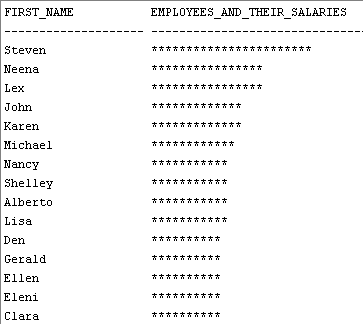 FIRST_NAME EMPLOYEES_AND_THEIR_SALARIES
-------------------- ------------------------------
Steven ***********************
Neena ****************
Lex ****************
John *************
Karen *************
Michael ************
Nancy ***********
Shelley ***********
Alberto ***********
Lisa ***********
Den **********
Gerald **********
Ellen **********
Eleni **********
Clara **********